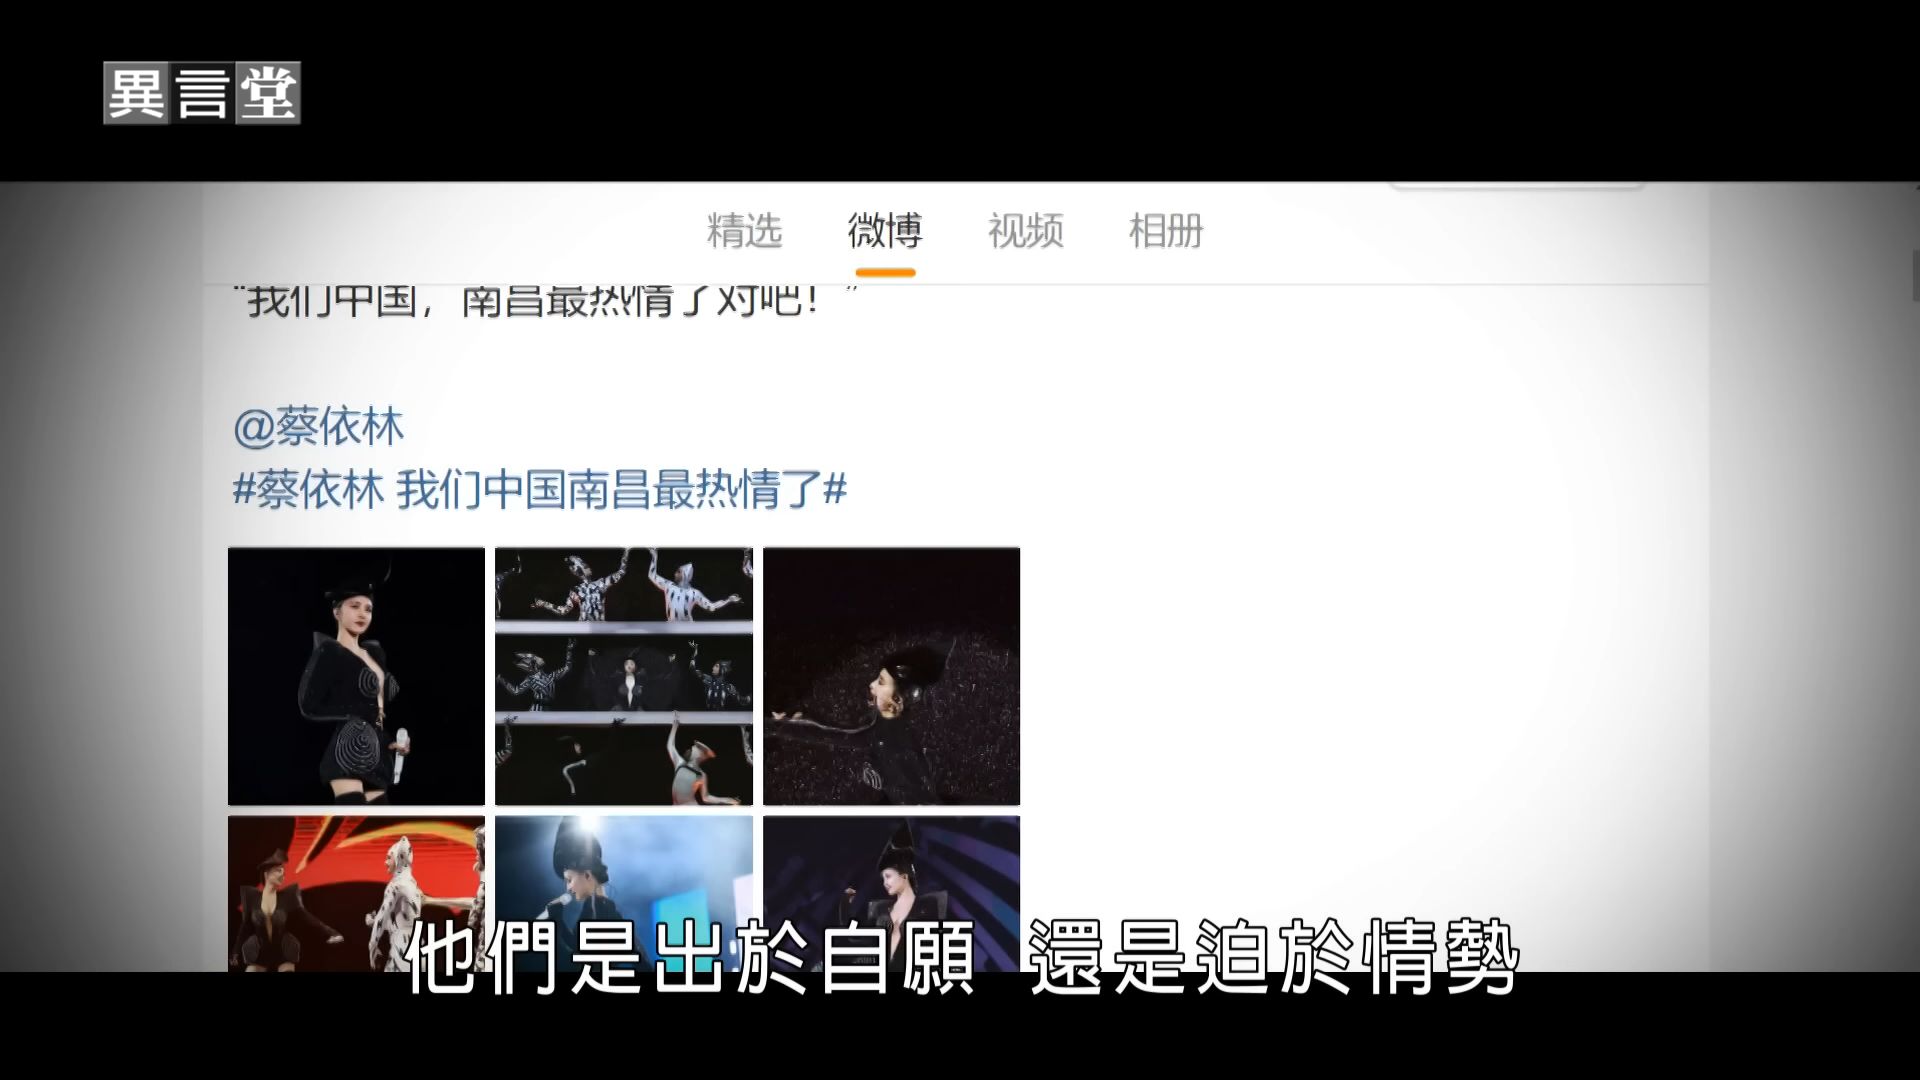 異言堂
精选 微博 视频 相册
“我们中国，南昌最热情了对吧！”
@蔡依林
#蔡依林 我们中国南昌最热情了#
他們是出於自願 還是迫於情勢